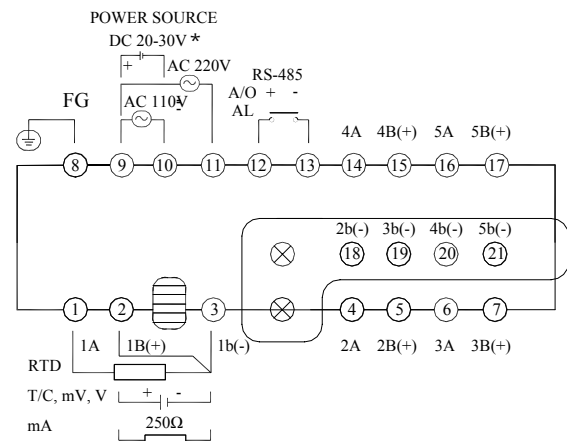 POWER SOURCE
DC 20-30V *
+ -
AC 220V
RS-485
A/O + -
AC 110V
AL
FG
4A 4B(+) 5A 5B(+)
8 9 10 11 12 13 14 15 16 17
2b(-) 3b(-) 4b(-) 5b(-)
18 19 20 21
1 2 3 4 5 6 7
1A 1B(+) 1b(-) 2A 2B(+) 3A 3B(+)
RTD
T/C, mV, V + -
mA 250Ω